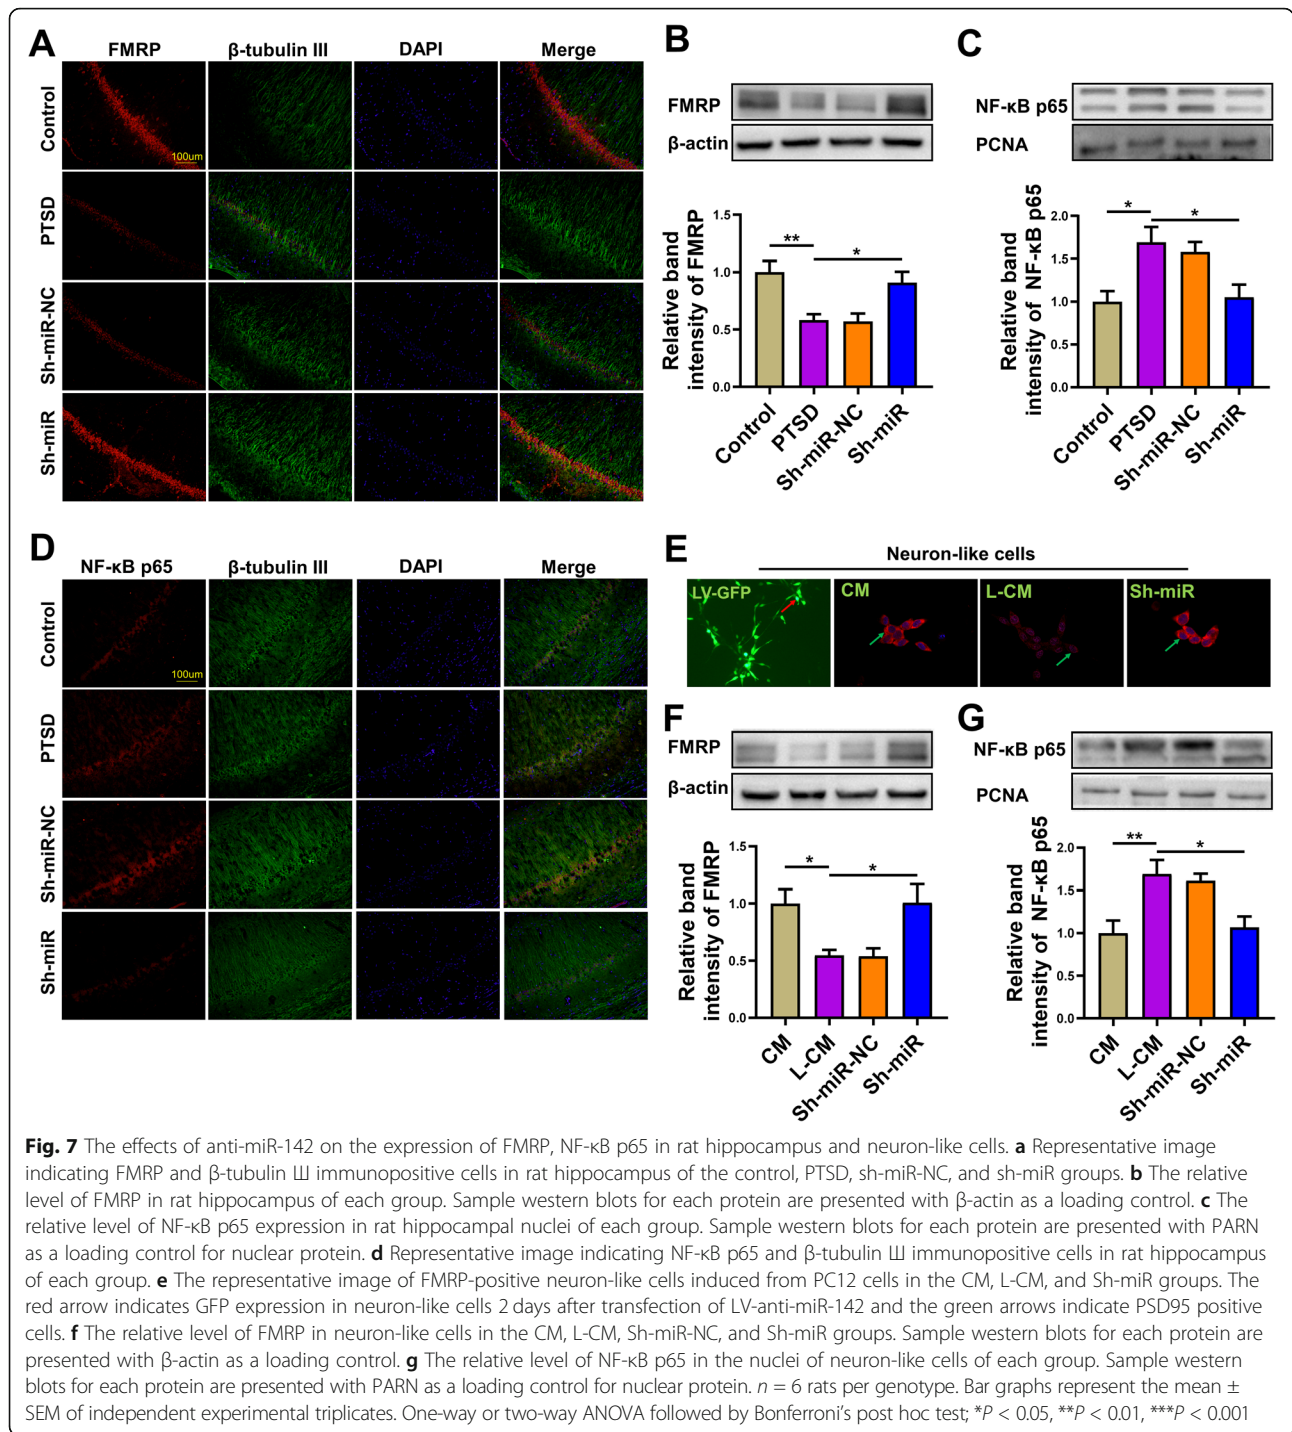 A
FMRP
β-tubulin III
DAPI
Merge
Control
100um
PTSD
Sh-miR-NC
Sh-miR
B
FMRP
β-actin
Relative band
intensity of FMRP
1.5
1.0
0.5
0.0
**
*
Control
PTSD
Sh-miR-NC
Sh-miR
C
NF-κB p65
PCNA
Relative band
intensity of NF-κB p65
2.0
1.5
1.0
0.5
0.0
*
*
Control
PTSD
Sh-miR-NC
Sh-miR
D
NF-κB p65
β-tubulin III
DAPI
Merge
Control
100um
PTSD
Sh-miR-NC
Sh-miR
E
Neuron-like cells
LV-GFP
CM
L-CM
Sh-miR
F
FMRP
β-actin
Relative band
intensity of FMRP
1.5
1.0
0.5
0.0
*
*
CM
L-CM
Sh-miR-NC
Sh-miR
G
NF-κB p65
PCNA
Relative band
intensity of NF-κB p65
2.0
1.5
1.0
0.5
0.0
**
*
CM
L-CM
Sh-miR-NC
Sh-miR
Fig. 7 The effects of anti-miR-142 on the expression of FMRP, NF-κB p65 in rat hippocampus and neuron-like cells. a Representative image
indicating FMRP and β-tubulin Ш immunopositive cells in rat hippocampus of the control, PTSD, sh-miR-NC, and sh-miR groups. b The relative
level of FMRP in rat hippocampus of each group. Sample western blots for each protein are presented with β-actin as a loading control. c The
relative level of NF-κB p65 expression in rat hippocampal nuclei of each group. Sample western blots for each protein are presented with PARN
as a loading control for nuclear protein. d Representative image indicating NF-κB p65 and β-tubulin Ш immunopositive cells in rat hippocampus
of each group. e The representative image of FMRP-positive neuron-like cells induced from PC12 cells in the CM, L-CM, and Sh-miR groups. The
red arrow indicates GFP expression in neuron-like cells 2 days after transfection of LV-anti-miR-142 and the green arrows indicate PSD95 positive
cells. f The relative level of FMRP in neuron-like cells in the CM, L-CM, Sh-miR-NC, and Sh-miR groups. Sample western blots for each protein are
presented with β-actin as a loading control. g The relative level of NF-κB p65 in the nuclei of neuron-like cells of each group. Sample western
blots for each protein are presented with PARN as a loading control for nuclear protein. n = 6 rats per genotype. Bar graphs represent the mean ±
SEM of independent experimental triplicates. One-way or two-way ANOVA followed by Bonferroni's post hoc test; *P < 0.05, **P < 0.01, ***P < 0.001